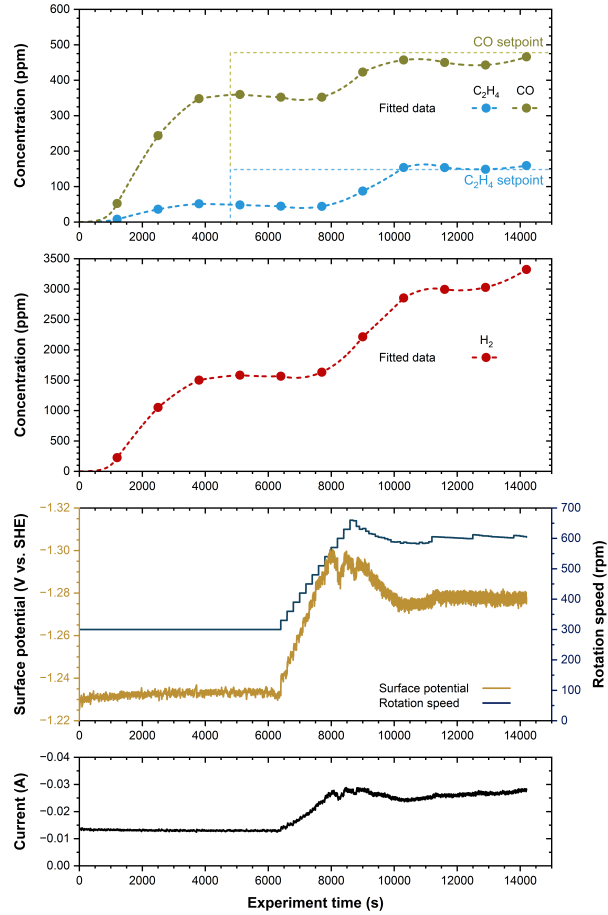 600
500
400
300
200
100
0
Concentration (ppm)
CO setpoint
C₂H₄ CO
Fitted data
C₂H₄ setpoint
0 2000 4000 6000 8000 10000 12000 14000
3500
3000
2500
2000
1500
1000
500
0
Concentration (ppm)
H₂
Fitted data
0 2000 4000 6000 8000 10000 12000 14000
−1.32
−1.30
−1.28
−1.26
−1.24
−1.22
Surface potential (V vs. SHE)
700
600
500
400
300
200
100
0
Rotation speed (rpm)
Surface potential
Rotation speed
0 2000 4000 6000 8000 10000 12000 14000
−0.04
−0.03
−0.02
−0.01
0.00
Current (A)
0 2000 4000 6000 8000 10000 12000 14000
Experiment time (s)